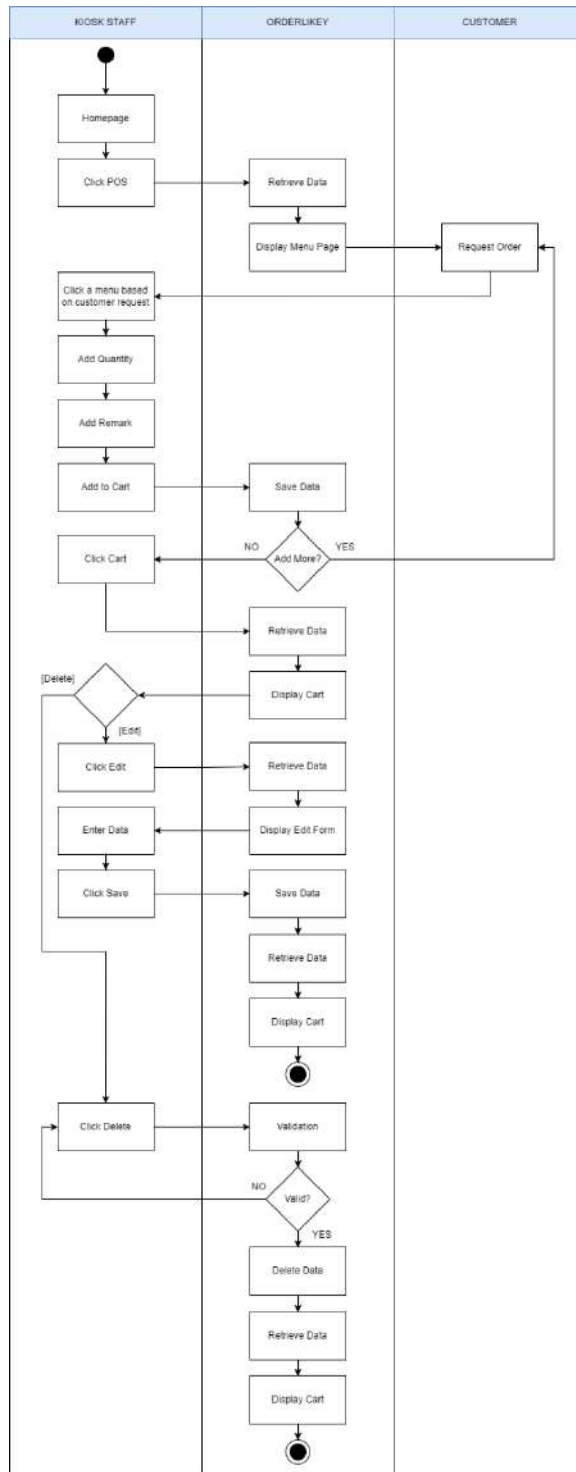 KIOSK STAFF
ORDERLIKEY
CUSTOMER
Homepage
Click POS
Retrieve Data
Display Menu Page
Request Order
Click a menu based
on customer request
Add Quantity
Add Remark
Add to Cart
Save Data
Click Cart
NO
Add More?
YES
Retrieve Data
[Delete]
Display Cart
[Edit]
Click Edit
Retrieve Data
Enter Data
Display Edit Form
Click Save
Save Data
Retrieve Data
Display Cart
Click Delete
Validation
NO
Valid?
YES
Delete Data
Retrieve Data
Display Cart